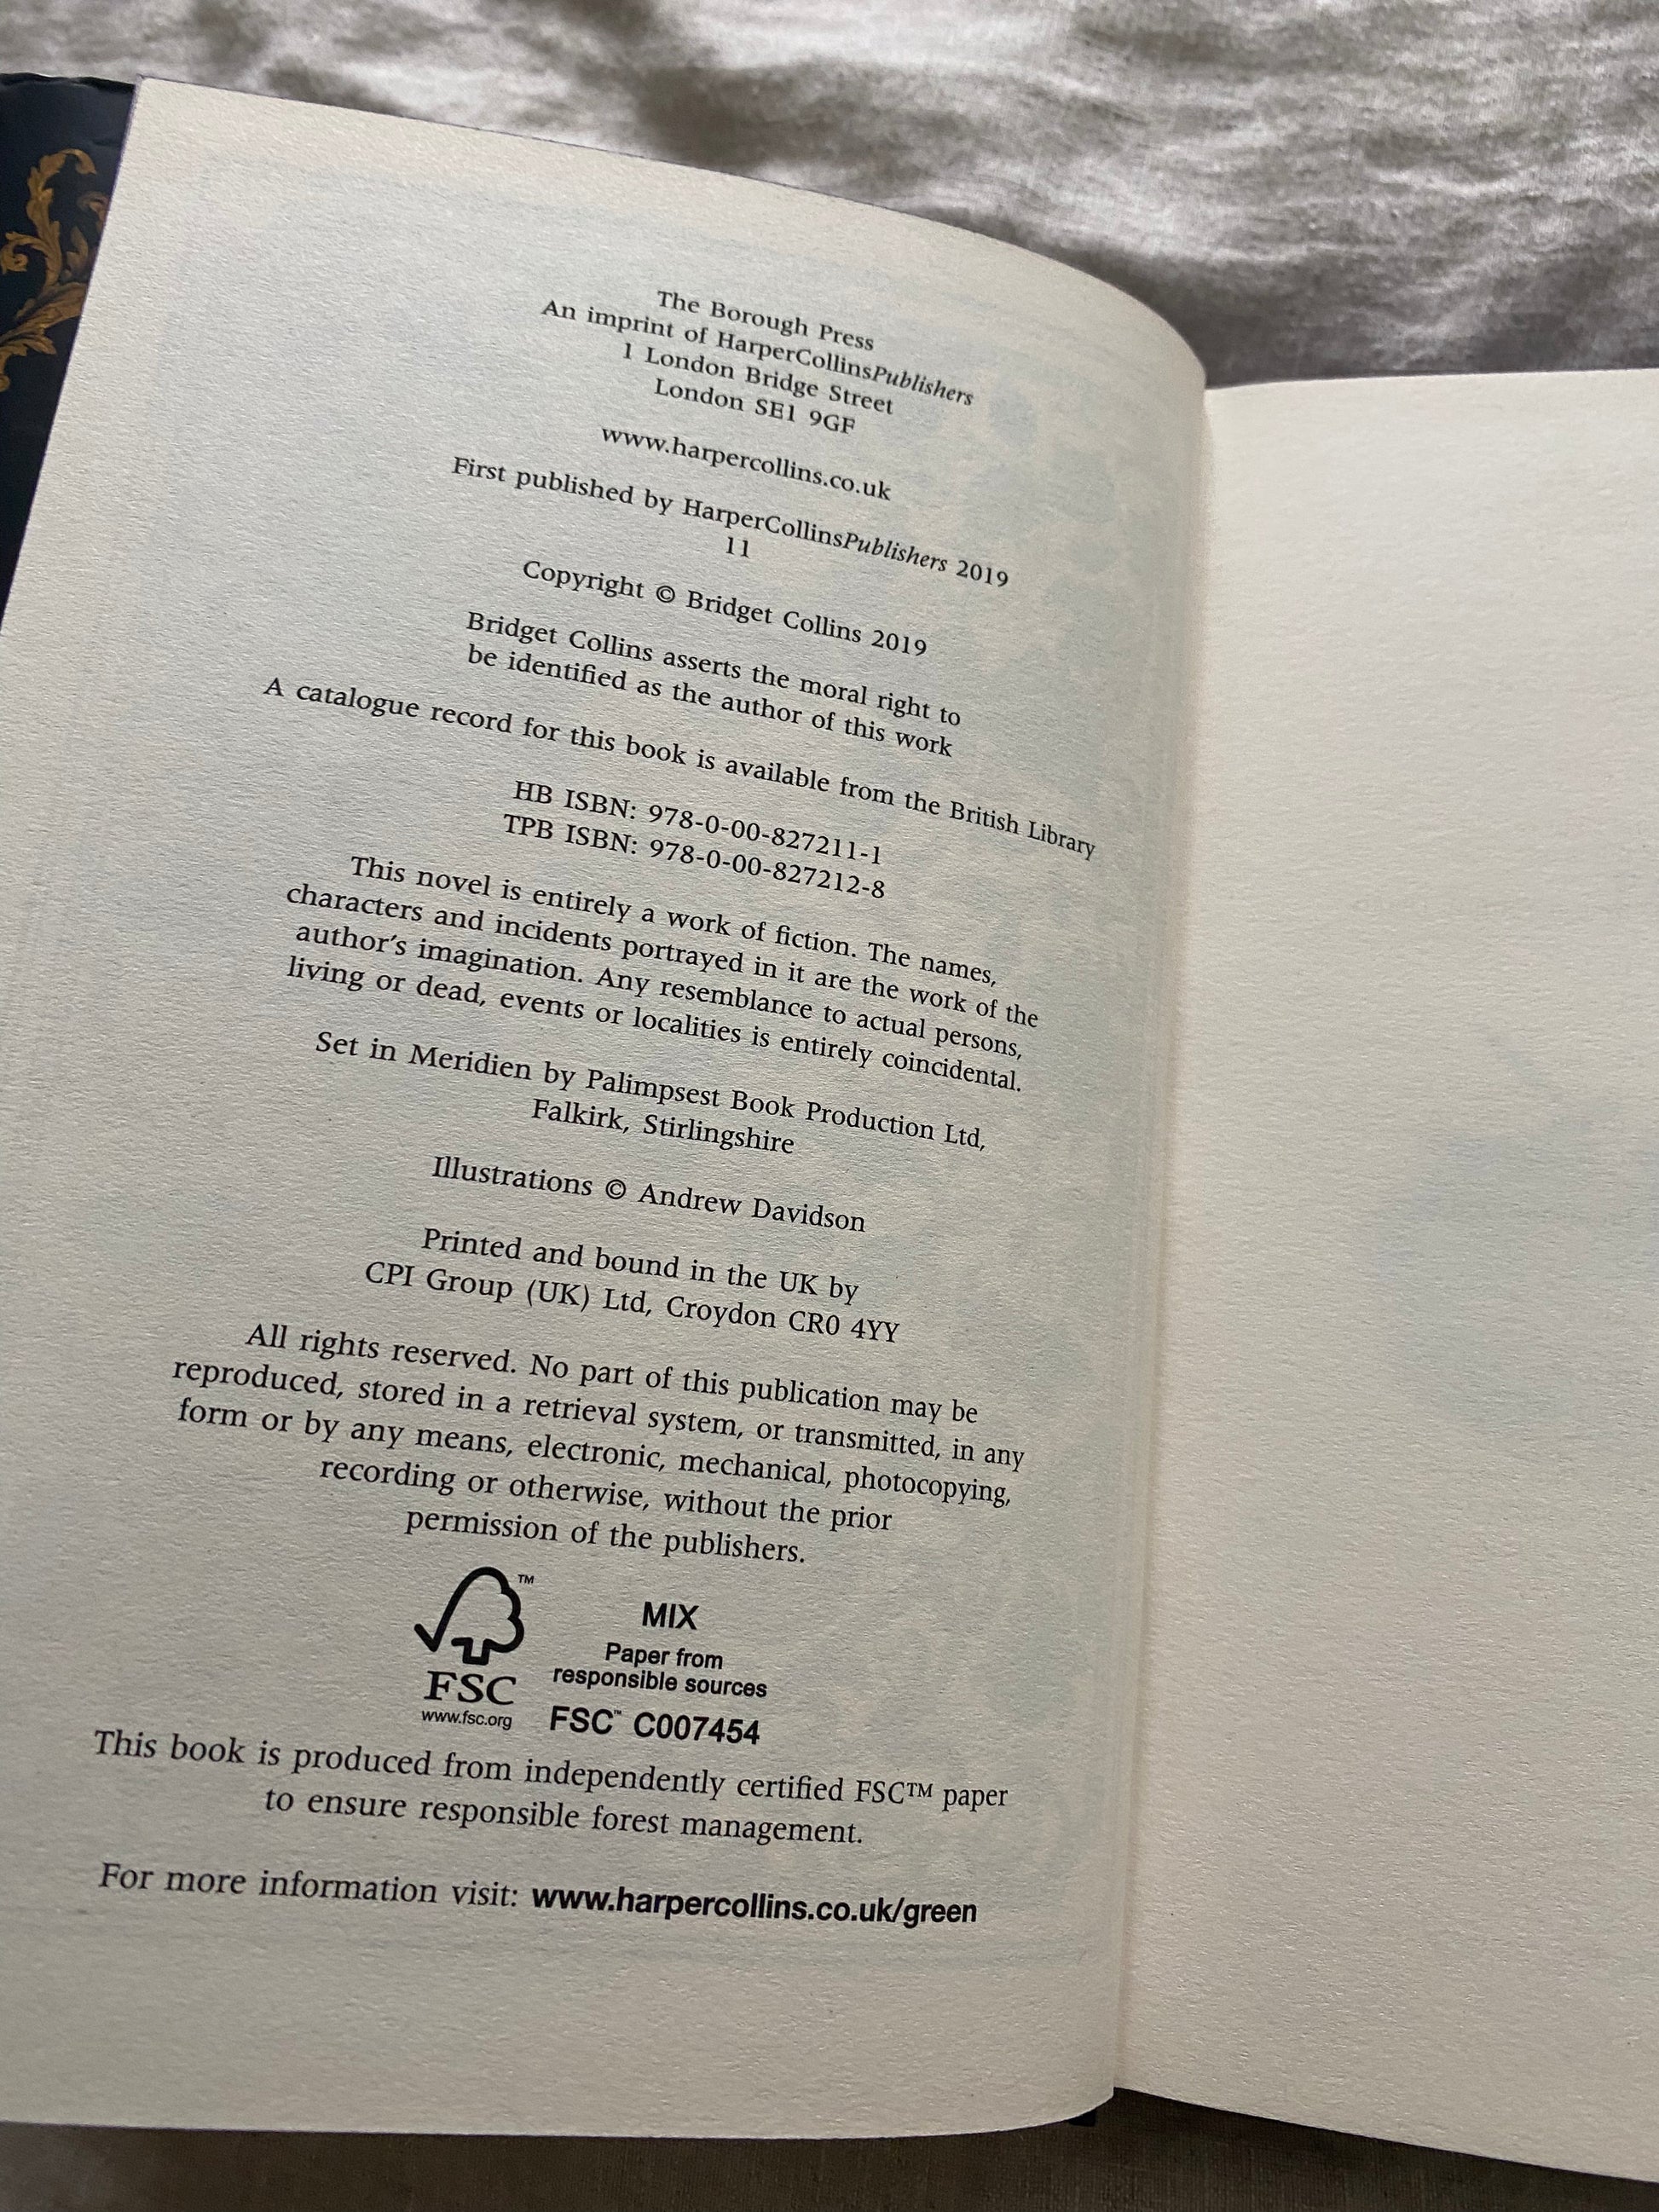 The Borough Press
An imprint of HarperCollinsPublishers
1 London Bridge Street
London SE1 9GF
www.harpercollins.co.uk
First published by HarperCollinsPublishers 2019
11
Copyright © Bridget Collins 2019
Bridget Collins asserts the moral right to
be identified as the author of this work
A catalogue record for this book is available from the British Library
HB ISBN: 978-0-00-827211-1
TPB ISBN: 978-0-00-827212-8
This novel is entirely a work of fiction. The names,
characters and incidents portrayed in it are the work of the
author’s imagination. Any resemblance to actual persons,
living or dead, events or localities is entirely coincidental.
Set in Meridien by Palimpsest Book Production Ltd,
Falkirk, Stirlingshire
Illustrations © Andrew Davidson
Printed and bound in the UK by
CPI Group (UK) Ltd, Croydon CR0 4YY
All rights reserved. No part of this publication may be
reproduced, stored in a retrieval system, or transmitted, in any
form or by any means, electronic, mechanical, photocopying,
recording or otherwise, without the prior
permission of the publishers.
TM
FSC
www.fsc.org
MIX
Paper from
responsible sources
FSC™ C007454
This book is produced from independently certified FSC™ paper
to ensure responsible forest management.
For more information visit: www.harpercollins.co.uk/green